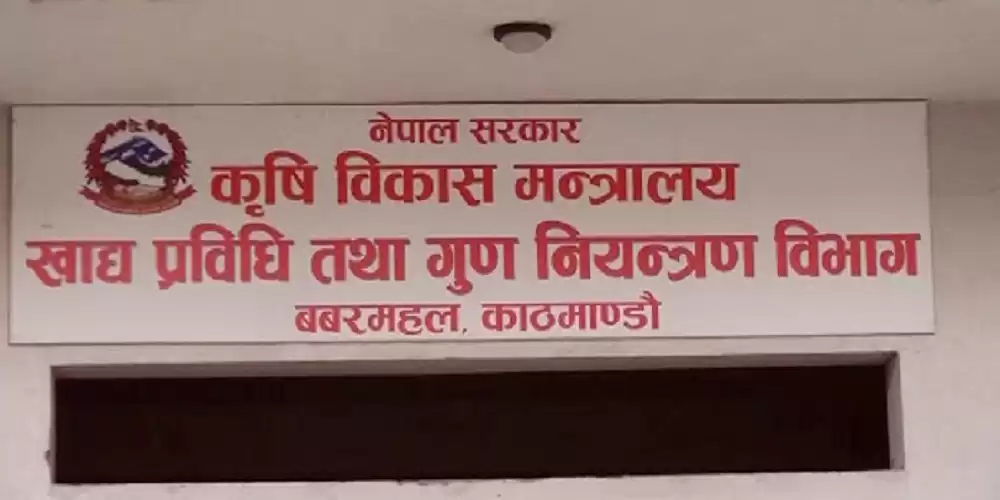 नेपाल सरकार
कृषि विकास मन्त्रालय
खाद्य प्रविधि तथा गुण नियन्त्रण विभाग
बबरमहल, काठमाण्डौ